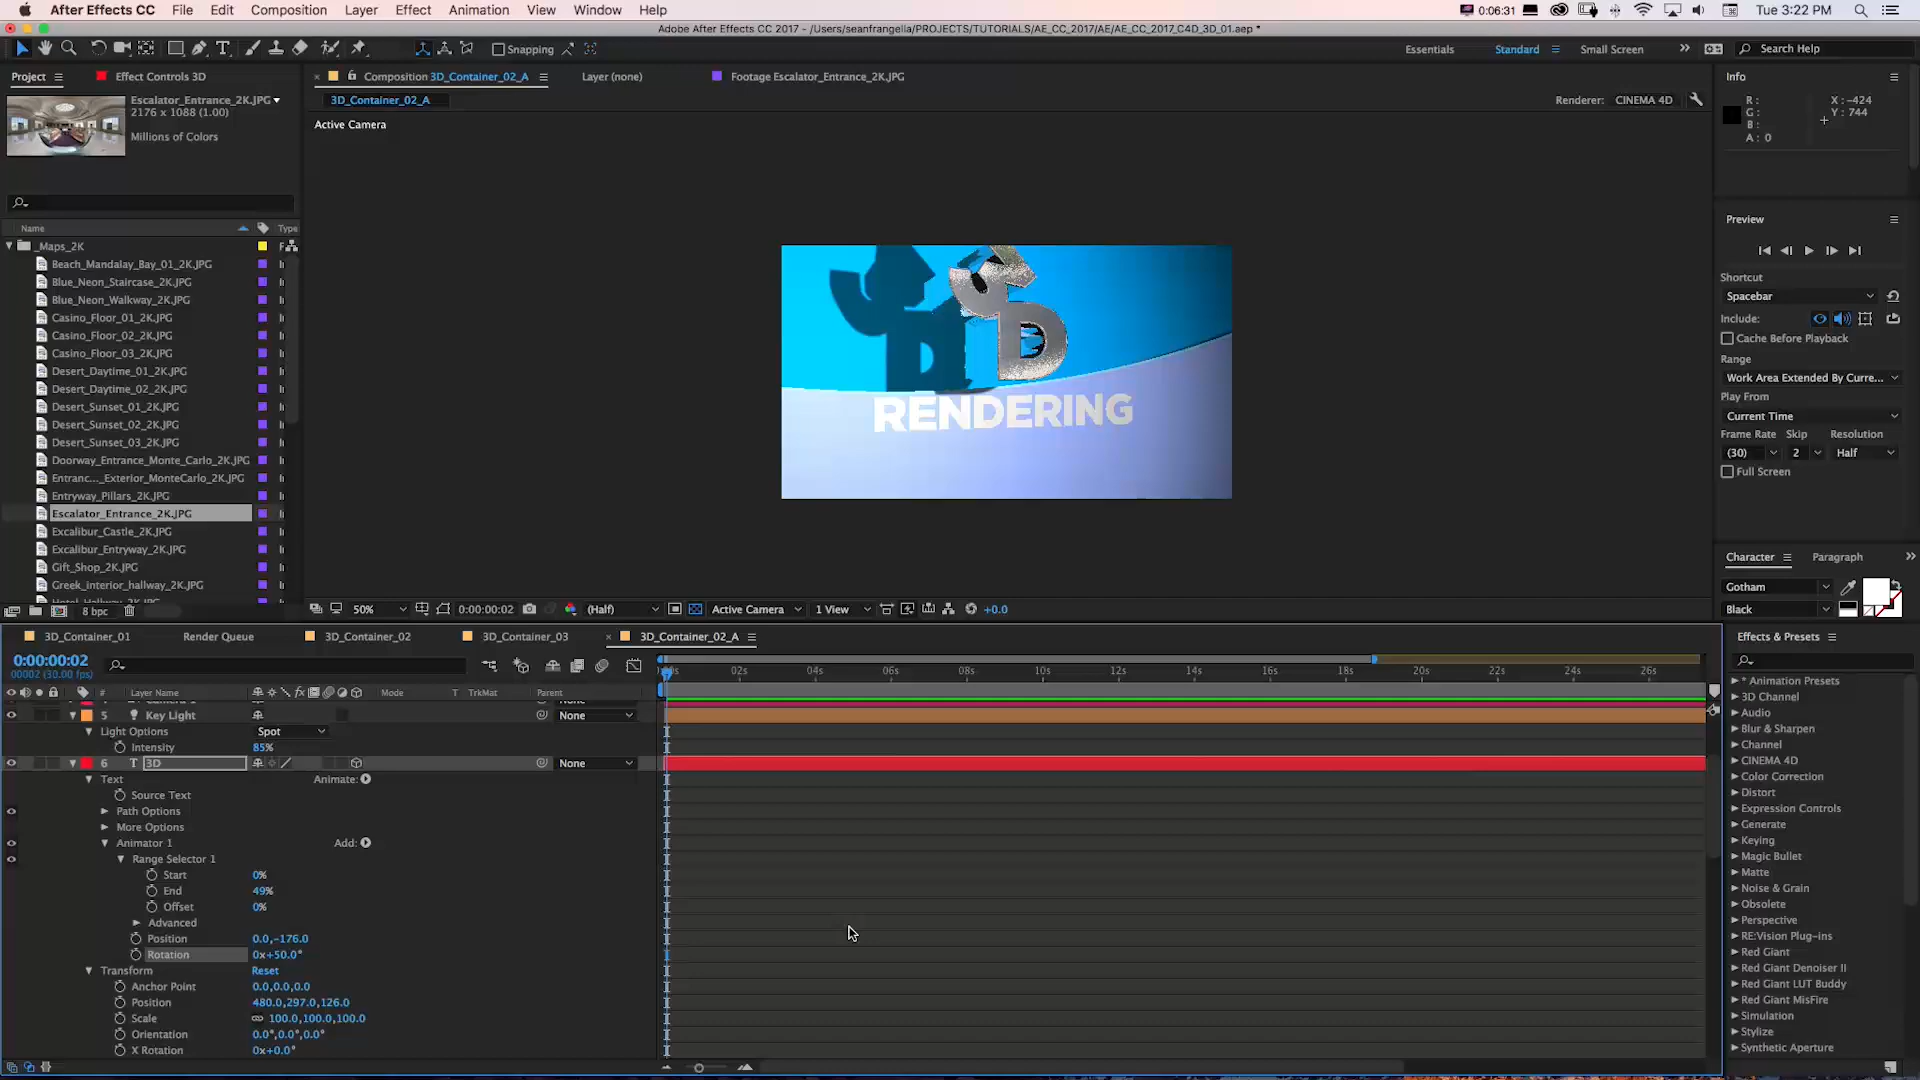 After Effects CC File Edit Composition Layer Effect Animation View Window Help
00:06:31 Tue 3:22 PM
Adobe After Effects CC 2017 - /Users/seanfrangella/PROJECTS/TUTORIALS/AE_CC_2017/AE/AE_CC_2017_C4D_3D_01.aep *
Snapping Essentials Standard Small Screen Search Help
Project Effect Controls 3D
Composition 3D_Container_02_A Layer (none) Footage Escalator_Entrance_2K.JPG
3D_Container_02_A Renderer: CINEMA 4D
Active Camera
Escalator_Entrance_2K.JPG
2176 x 1088 (1.00)
Millions of Colors
Name Type
_Maps_2K F
Beach_Mandalay_Bay_01_2K.JPG
Blue_Neon_Staircase_2K.JPG
Blue_Neon_Walkway_2K.JPG
Casino_Floor_01_2K.JPG
Casino_Floor_02_2K.JPG
Casino_Floor_03_2K.JPG
Desert_Daytime_01_2K.JPG
Desert_Daytime_02_2K.JPG
Desert_Sunset_01_2K.JPG
Desert_Sunset_02_2K.JPG
Desert_Sunset_03_2K.JPG
Doorway_Entrance_Monte_Carlo_2K.JPG
Entranc..._Exterior_MonteCarlo_2K.JPG
Entryway_Pillars_2K.JPG
Escalator_Entrance_2K.JPG
Excalibur_Castle_2K.JPG
Excalibur_Entryway_2K.JPG
Gift_Shop_2K.JPG
Greek_interior_hallway_2K.JPG
8 bpc
3D
RENDERING
50% 0:00:00:02 (Half) Active Camera 1 View +0.0
Info
R: X: -424
G: Y: 744
B:
A: 0
Preview
Shortcut
Spacebar
Include:
Cache Before Playback
Range
Work Area Extended By Curre...
Play From
Current Time
Frame Rate Skip Resolution
(30) 2 Half
Full Screen
Character Paragraph
Gotham
Black
3D_Container_01 Render Queue 3D_Container_02 3D_Container_03 3D_Container_02_A
0:00:00:02
00002 (30.00 fps)
02s 04s 06s 08s 10s 12s 14s 16s 18s 20s 22s 24s 26s
# Layer Name fx Mode T TrkMat Parent
5 Key Light None
Light Options Spot
Intensity 85%
6 T 3D None
Text Animate:
Source Text
Path Options
More Options
Animator 1 Add:
Range Selector 1
Start 0%
End 49%
Offset 0%
Advanced
Position 0.0,-176.0
Rotation 0x+50.0°
Transform Reset
Anchor Point 0.0,0.0,0.0
Position 480.0,297.0,126.0
Scale 100.0,100.0,100.0
Orientation 0.0°,0.0°,0.0°
X Rotation 0x+0.0°
Effects & Presets
* Animation Presets
3D Channel
Audio
Blur & Sharpen
Channel
CINEMA 4D
Color Correction
Distort
Expression Controls
Generate
Keying
Magic Bullet
Matte
Noise & Grain
Obsolete
Perspective
RE:Vision Plug-ins
Red Giant
Red Giant Denoiser II
Red Giant LUT Buddy
Red Giant MisFire
Simulation
Stylize
Synthetic Aperture